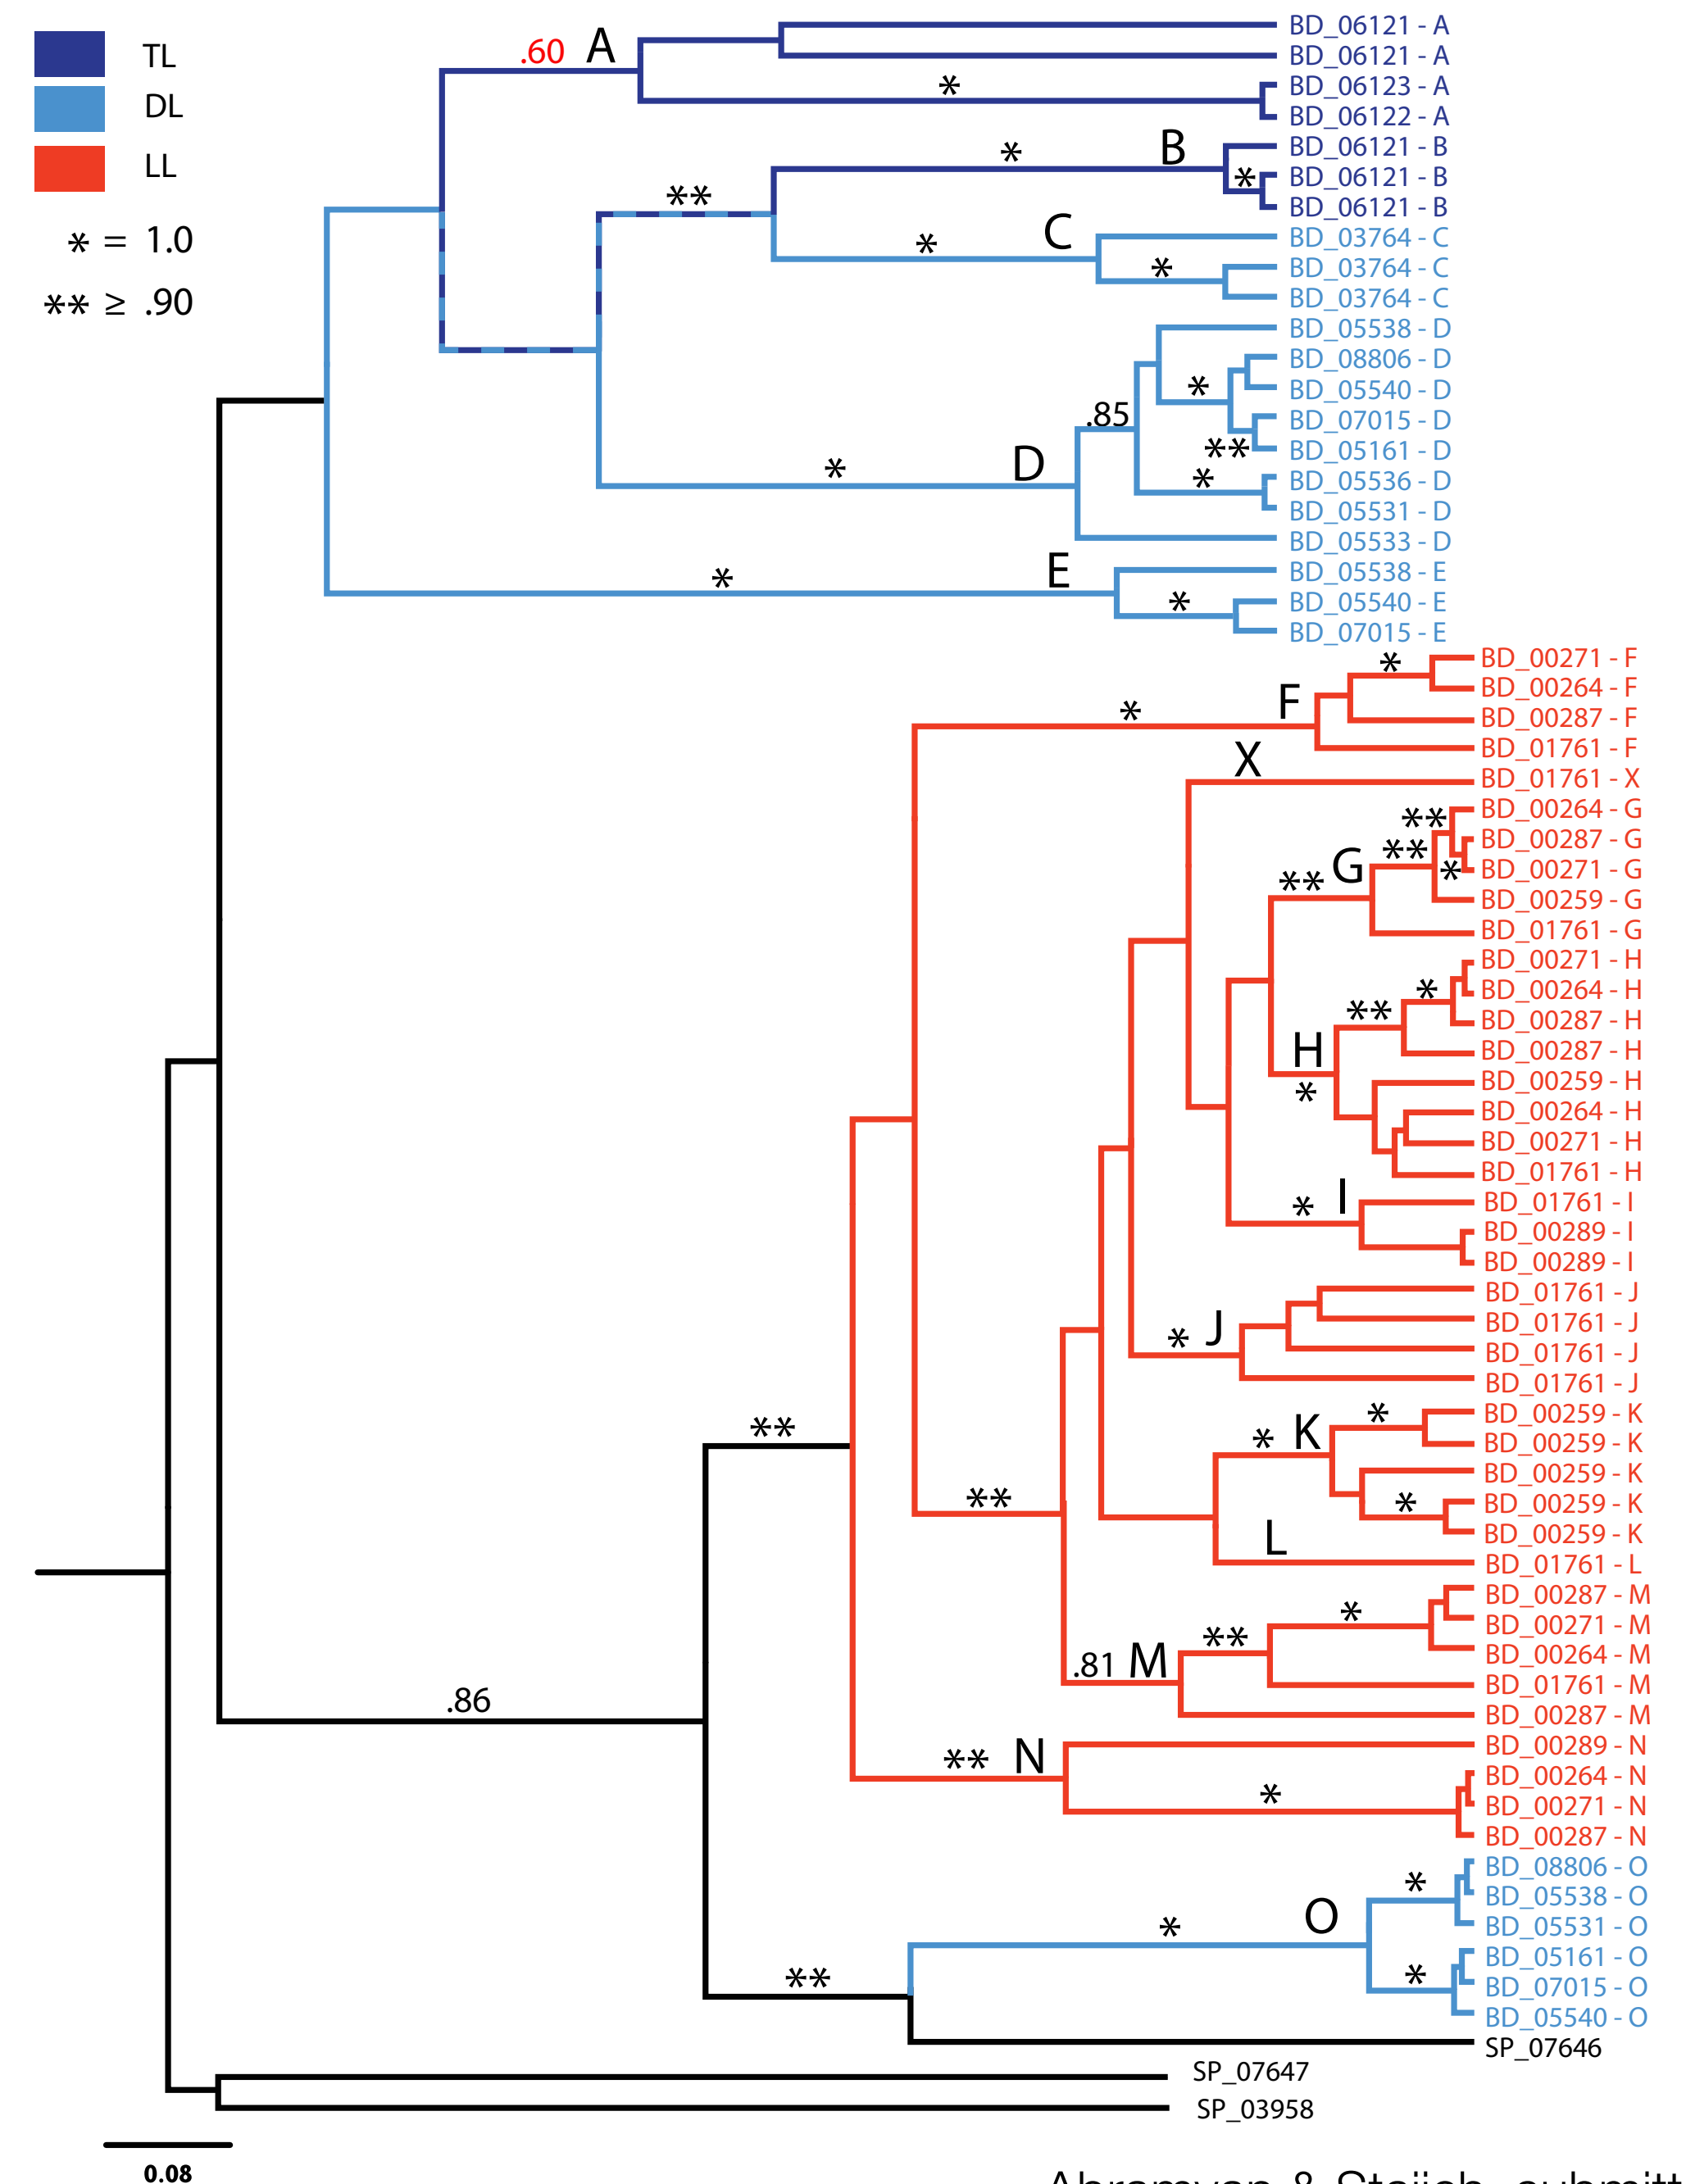 TL
DL
LL
* = 1.0
** ≥ .90
.60 A
BD_06121 - A
BD_06121 - A
*
BD_06123 - A
BD_06122 - A
* B
BD_06121 - B
*
BD_06121 - B
BD_06121 - B
**
* C
BD_03764 - C
*
BD_03764 - C
BD_03764 - C
BD_05538 - D
BD_08806 - D
*
BD_05540 - D
.85
BD_07015 - D
**
BD_05161 - D
* D
*
BD_05536 - D
BD_05531 - D
BD_05533 - D
* E
BD_05538 - E
*
BD_05540 - E
BD_07015 - E
*
BD_00271 - F
BD_00264 - F
* F
BD_00287 - F
BD_01761 - F
X
BD_01761 - X
**
BD_00264 - G
**
BD_00287 - G
** G
*
BD_00271 - G
BD_00259 - G
BD_01761 - G
BD_00271 - H
*
BD_00264 - H
**
BD_00287 - H
H
BD_00287 - H
*
BD_00259 - H
BD_00264 - H
BD_00271 - H
BD_01761 - H
* I
BD_01761 - I
BD_00289 - I
BD_00289 - I
BD_01761 - J
* J
BD_01761 - J
BD_01761 - J
BD_01761 - J
*
BD_00259 - K
* K
BD_00259 - K
**
BD_00259 - K
**
*
BD_00259 - K
BD_00259 - K
L
BD_01761 - L
BD_00287 - M
*
BD_00271 - M
**
BD_00264 - M
.81 M
BD_01761 - M
.86
BD_00287 - M
** N
BD_00289 - N
BD_00264 - N
*
BD_00271 - N
BD_00287 - N
BD_08806 - O
*
BD_05538 - O
* O
BD_05531 - O
BD_05161 - O
**
*
BD_07015 - O
BD_05540 - O
SP_07646
SP_07647
SP_03958
0.08